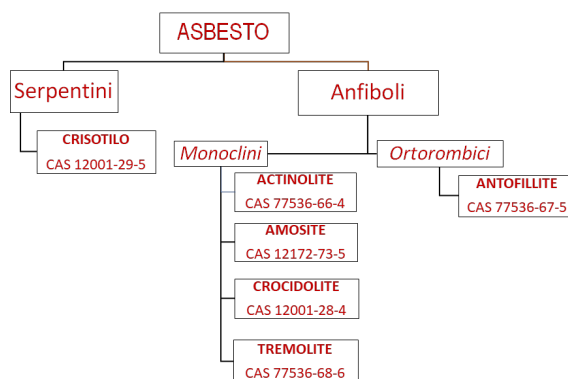 ASBESTO
Serpentini
Anfiboli
CRISOTILO
CAS 12001-29-5
Monoclini
Ortorombici
ACTINOLITE
CAS 77536-66-4
ANTOFILLITE
CAS 77536-67-5
AMOSITE
CAS 12172-73-5
CROCIDOLITE
CAS 12001-28-4
TREMOLITE
CAS 77536-68-6